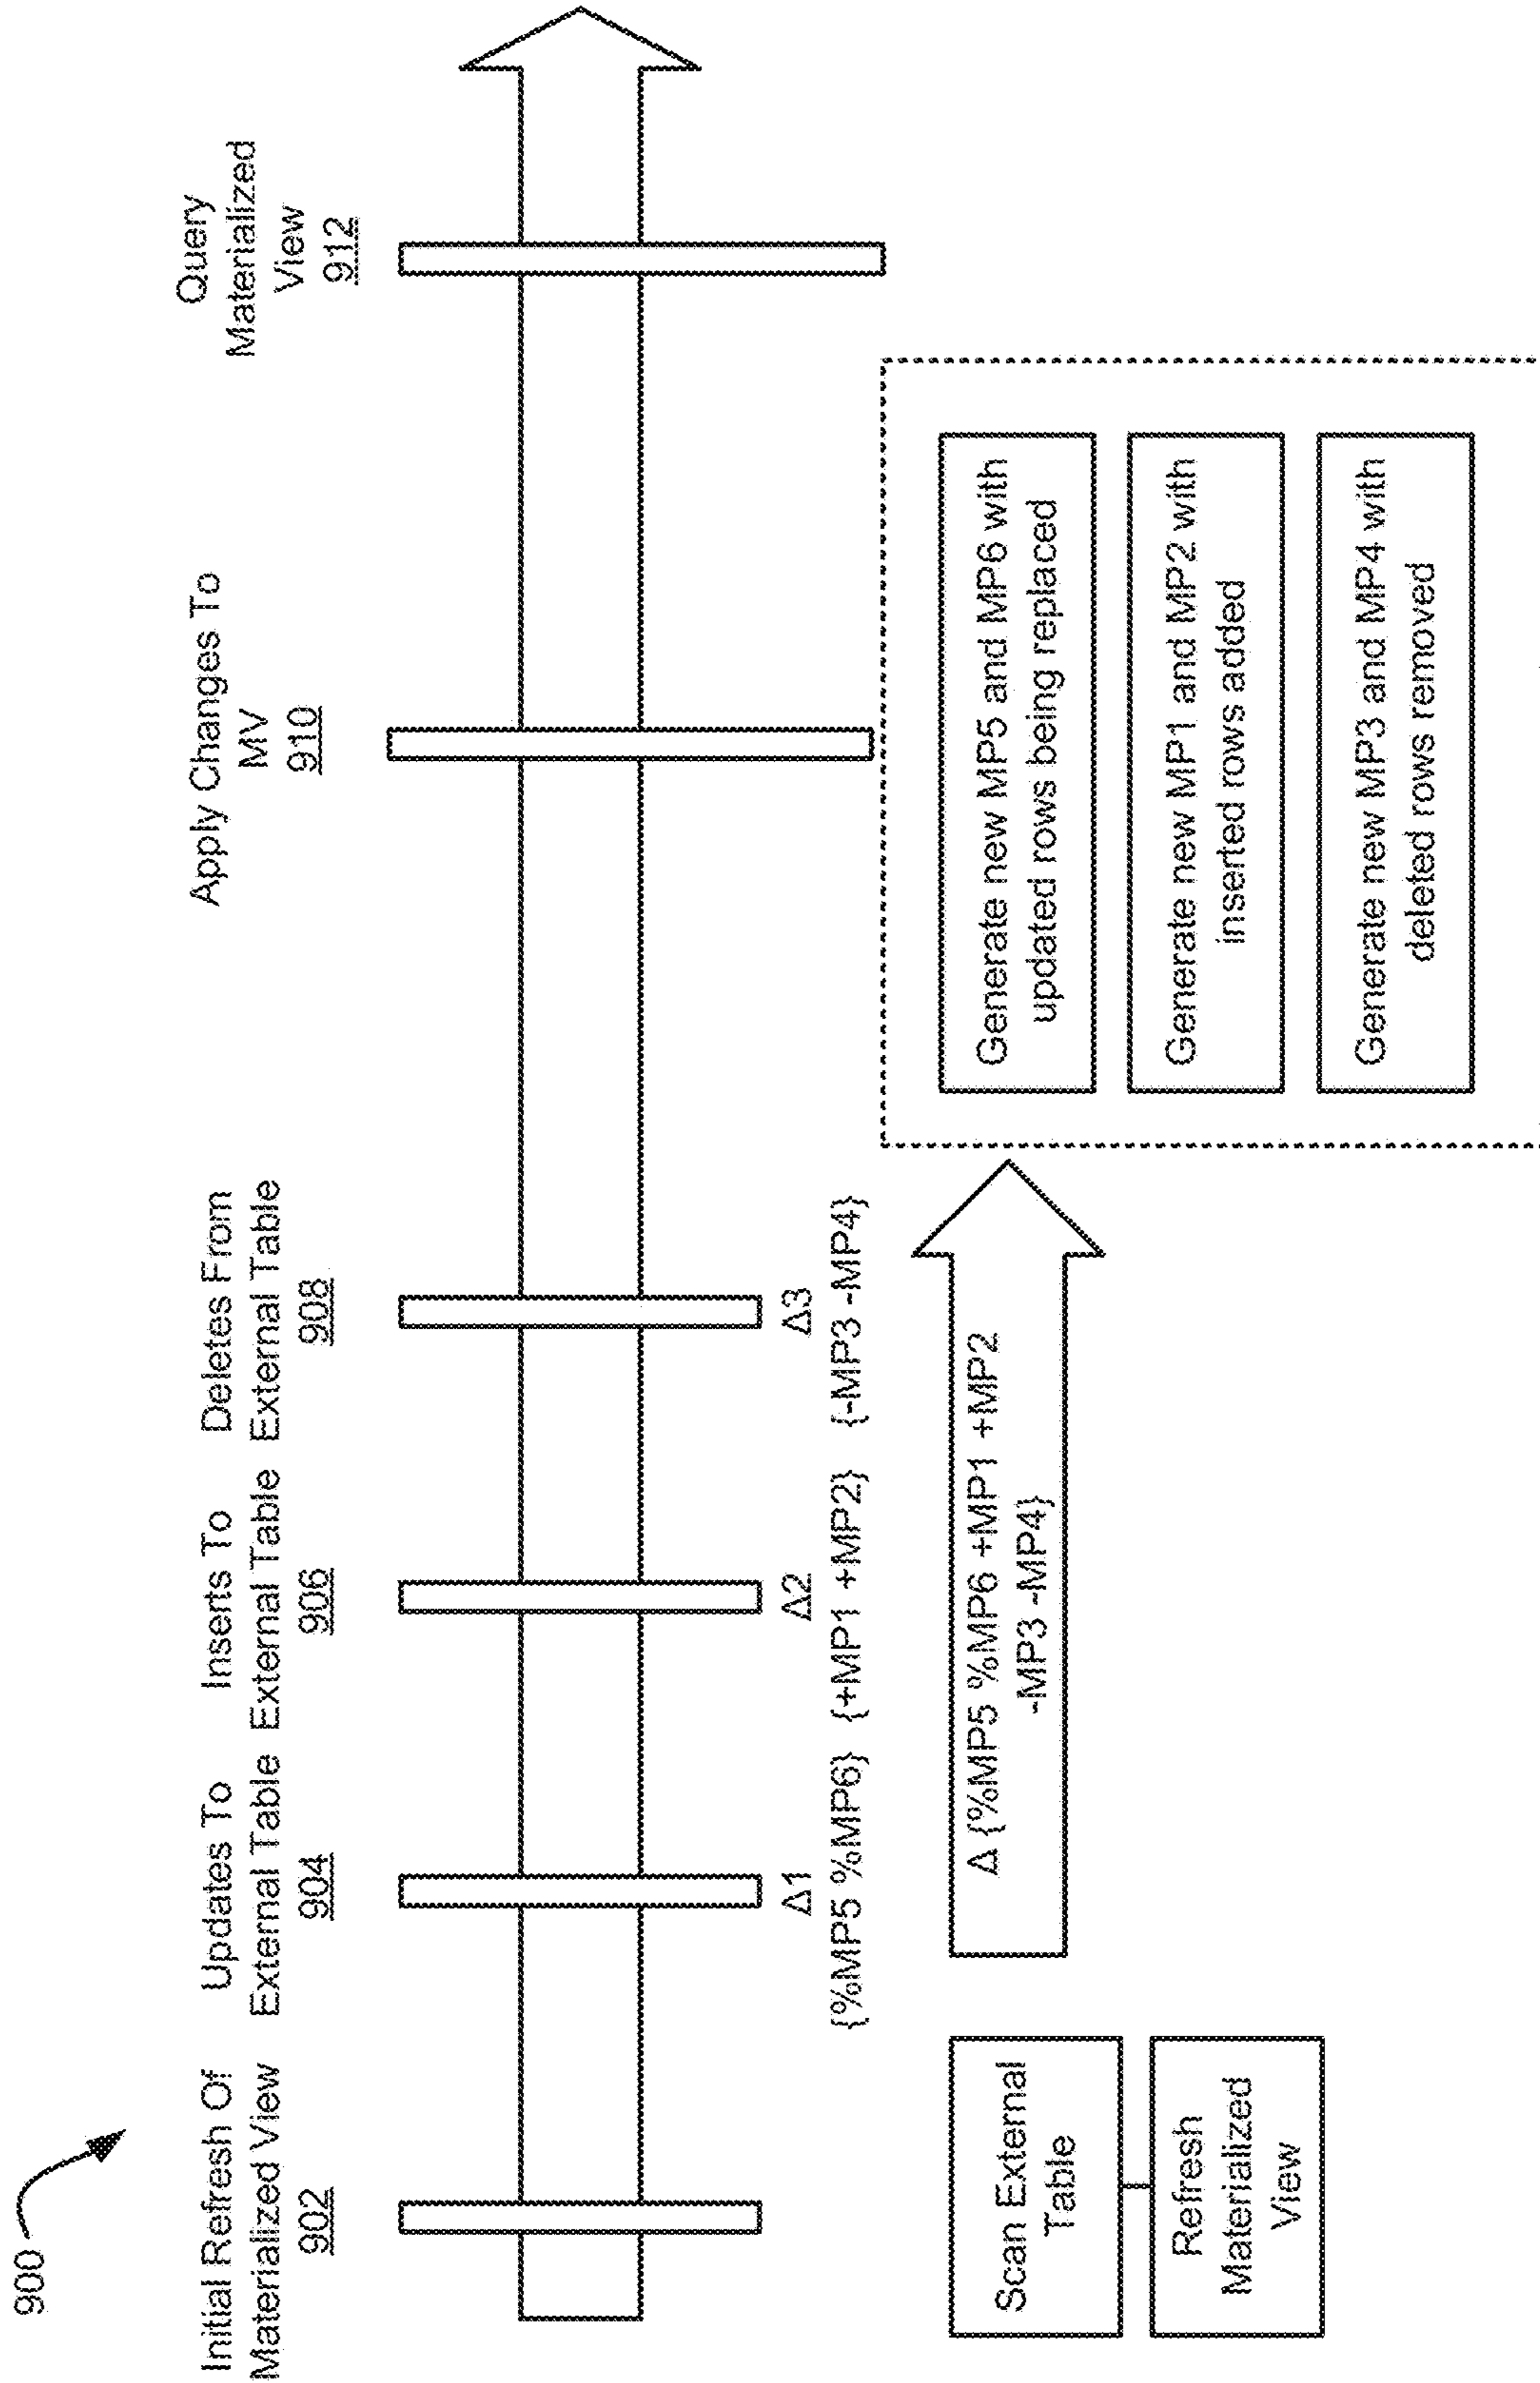 900
Initial Refresh Of
Materialized View
902
Updates To
External Table
904
Inserts To
External Table
906
Deletes From
External Table
908
Apply Changes To
MV
910
Query
Materialized
View
912
Δ1
{%MP5 %MP6}
Δ2
{+MP1 +MP2}
Δ3
{-MP3 -MP4}
Scan External
Table
Refresh
Materialized
View
Δ {%MP5 %MP6 +MP1 +MP2
-MP3 -MP4}
Generate new MP5 and MP6 with
updated rows being replaced
Generate new MP1 and MP2 with
inserted rows added
Generate new MP3 and MP4 with
deleted rows removed